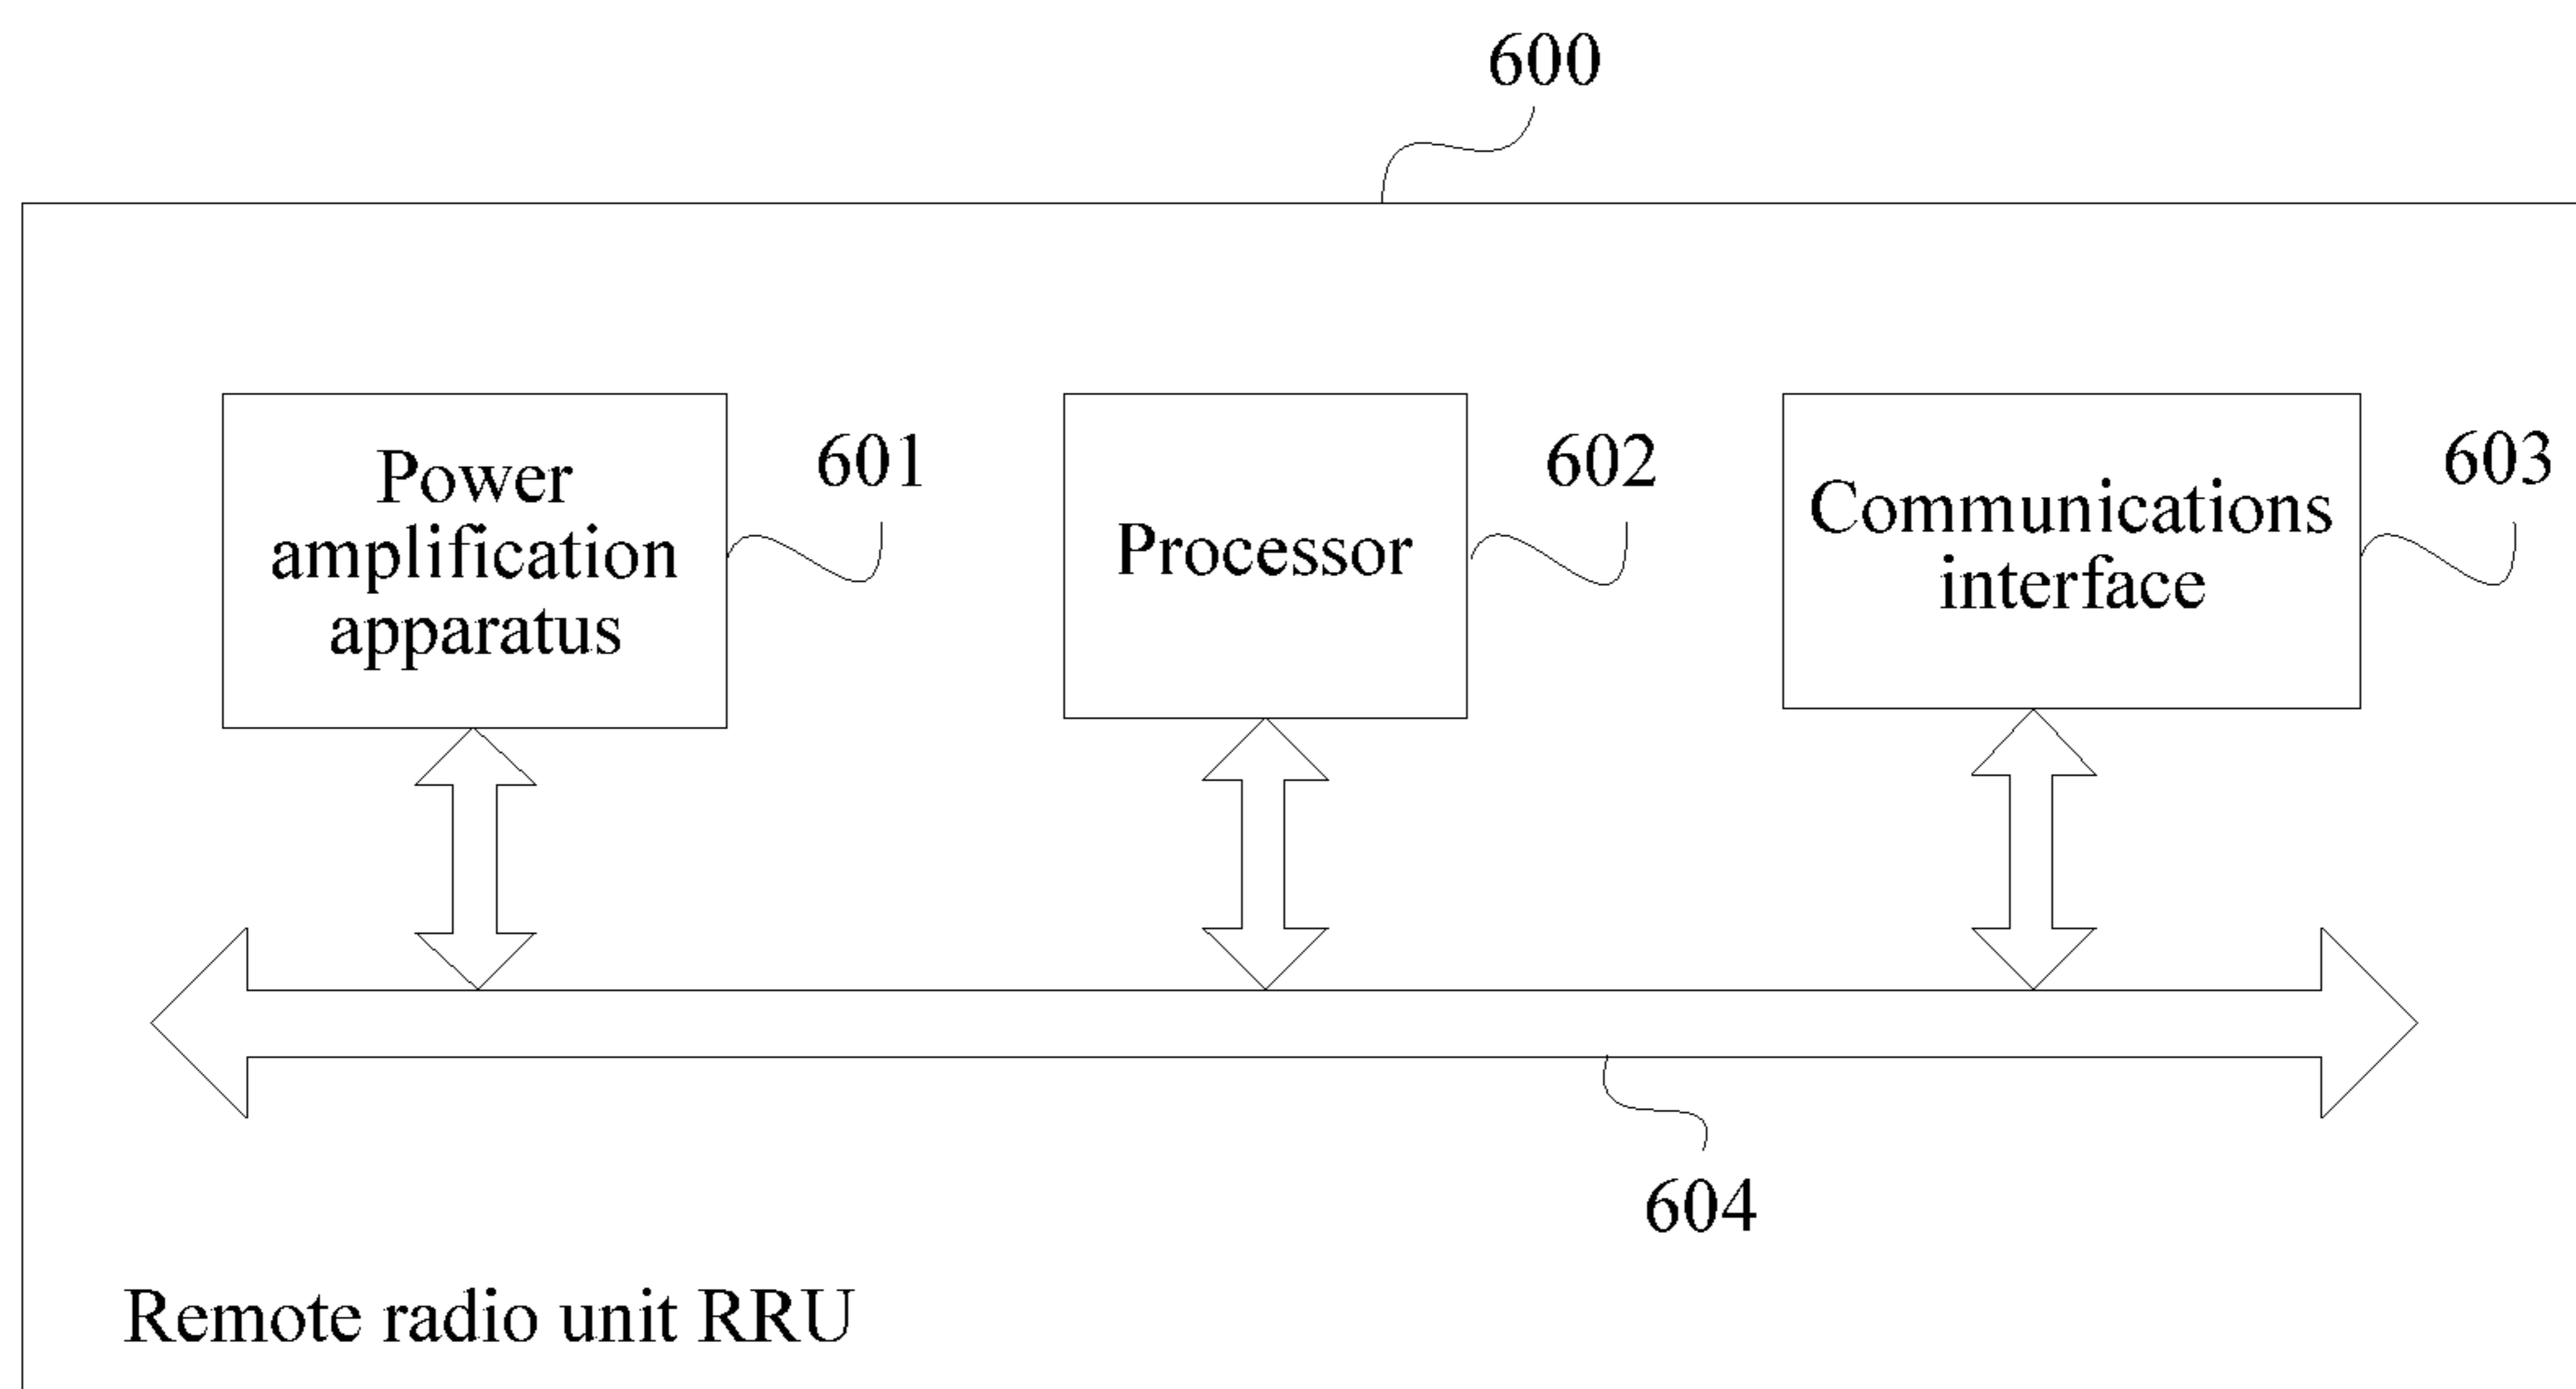 600
Power
amplification
apparatus
601
Processor
602
Communications
interface
603
604
Remote radio unit RRU